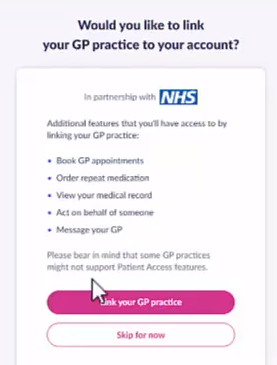 Would you like to link
your GP practice to your account?
In partnership with NHS
Additional features that you'll have access to by
linking your GP practice:
• Book GP appointments
• Order repeat medication
• View your medical record
• Act on behalf of someone
• Message your GP
Please bear in mind that some GP practices
might not support Patient Access features.
Link your GP practice
Skip for now